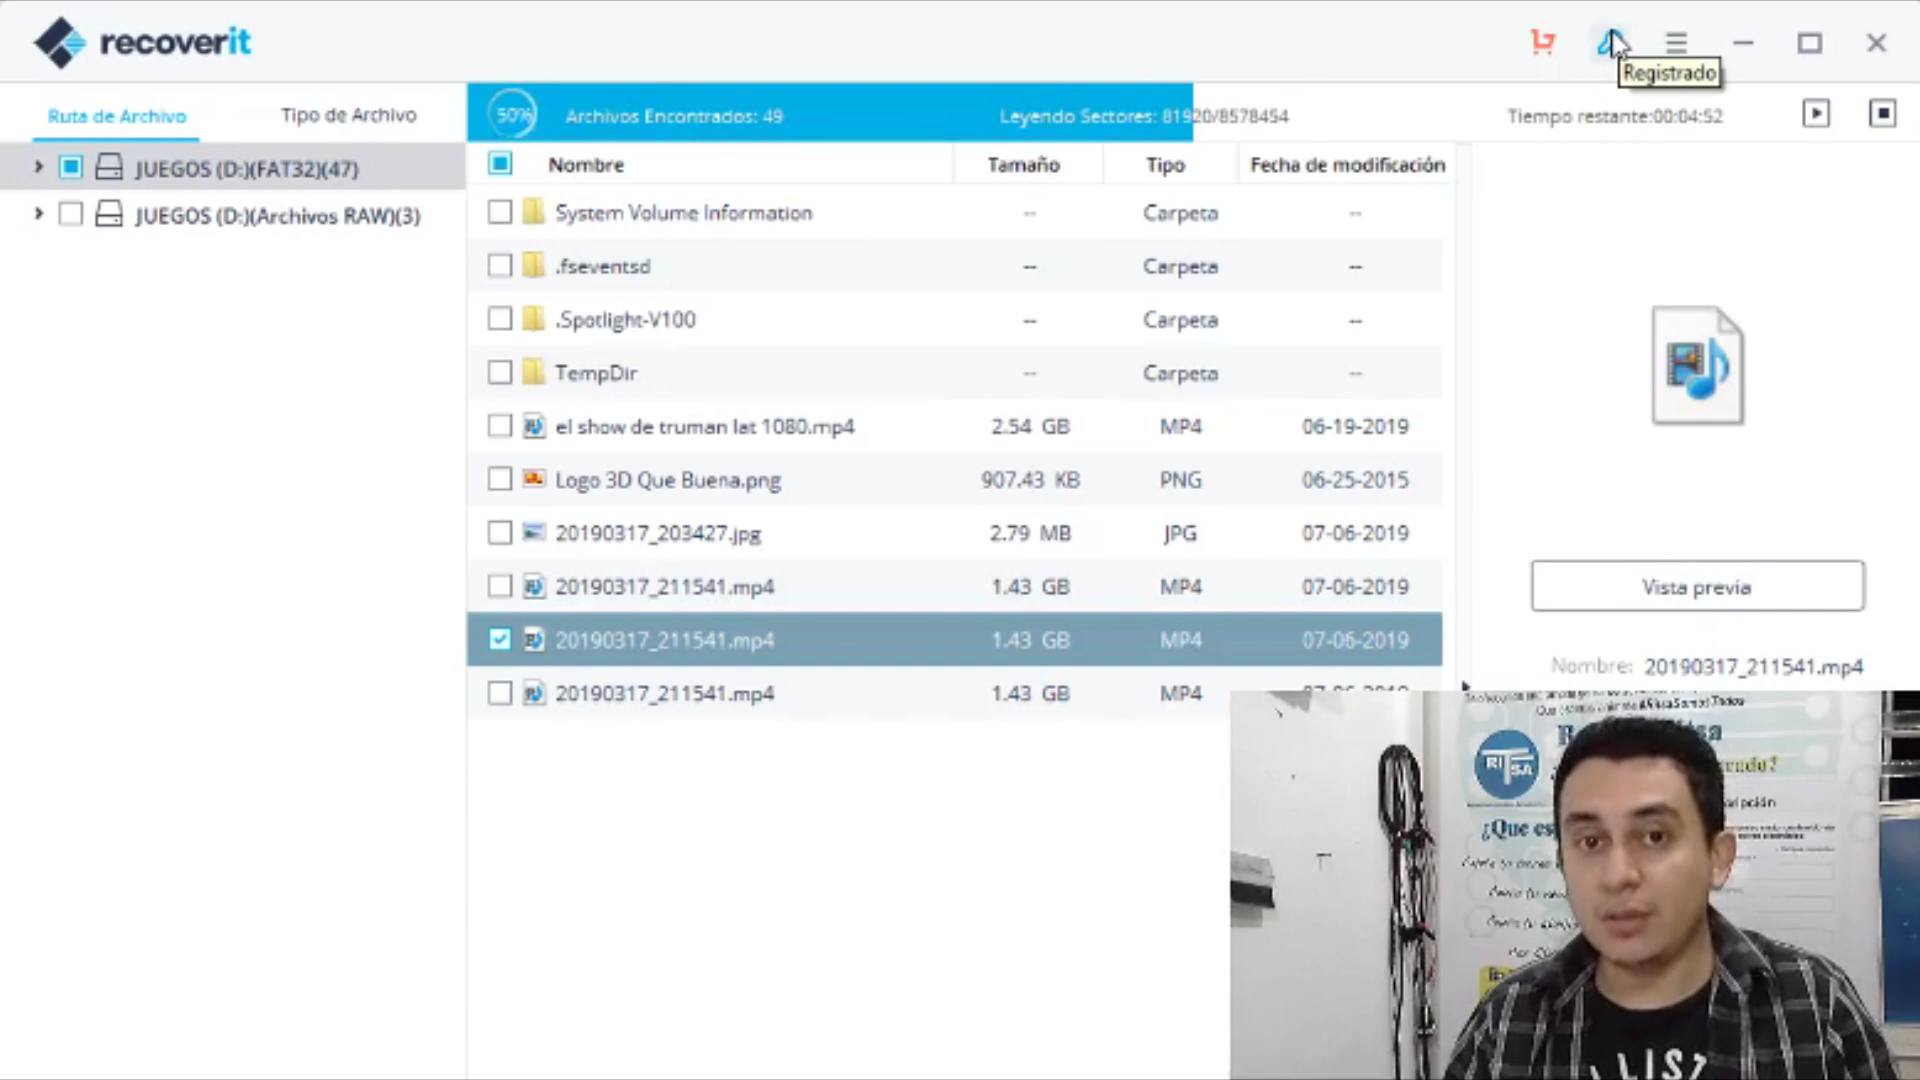 recoverit
Registrado
Ruta de Archivo
Tipo de Archivo
50%
Archivos Encontrados: 49
Leyendo Sectores: 81920/8578454
Tiempo restante:00:04:52
JUEGOS (D:)(FAT32)(47)
JUEGOS (D:)(Archivos RAW)(3)
Nombre Tamaño Tipo Fecha de modificación
System Volume Information -- Carpeta --
.fseventsd -- Carpeta --
.Spotlight-V100 -- Carpeta --
TempDir -- Carpeta --
el show de truman lat 1080.mp4 2.54 GB MP4 06-19-2019
Logo 3D Que Buena.png 907.43 KB PNG 06-25-2015
20190317_203427.jpg 2.79 MB JPG 07-06-2019
20190317_211541.mp4 1.43 GB MP4 07-06-2019
20190317_211541.mp4 1.43 GB MP4 07-06-2019
20190317_211541.mp4 1.43 GB MP4 07-06-2019
Vista previa
Nombre: 20190317_211541.mp4
RITSA
¿Que es
LIST